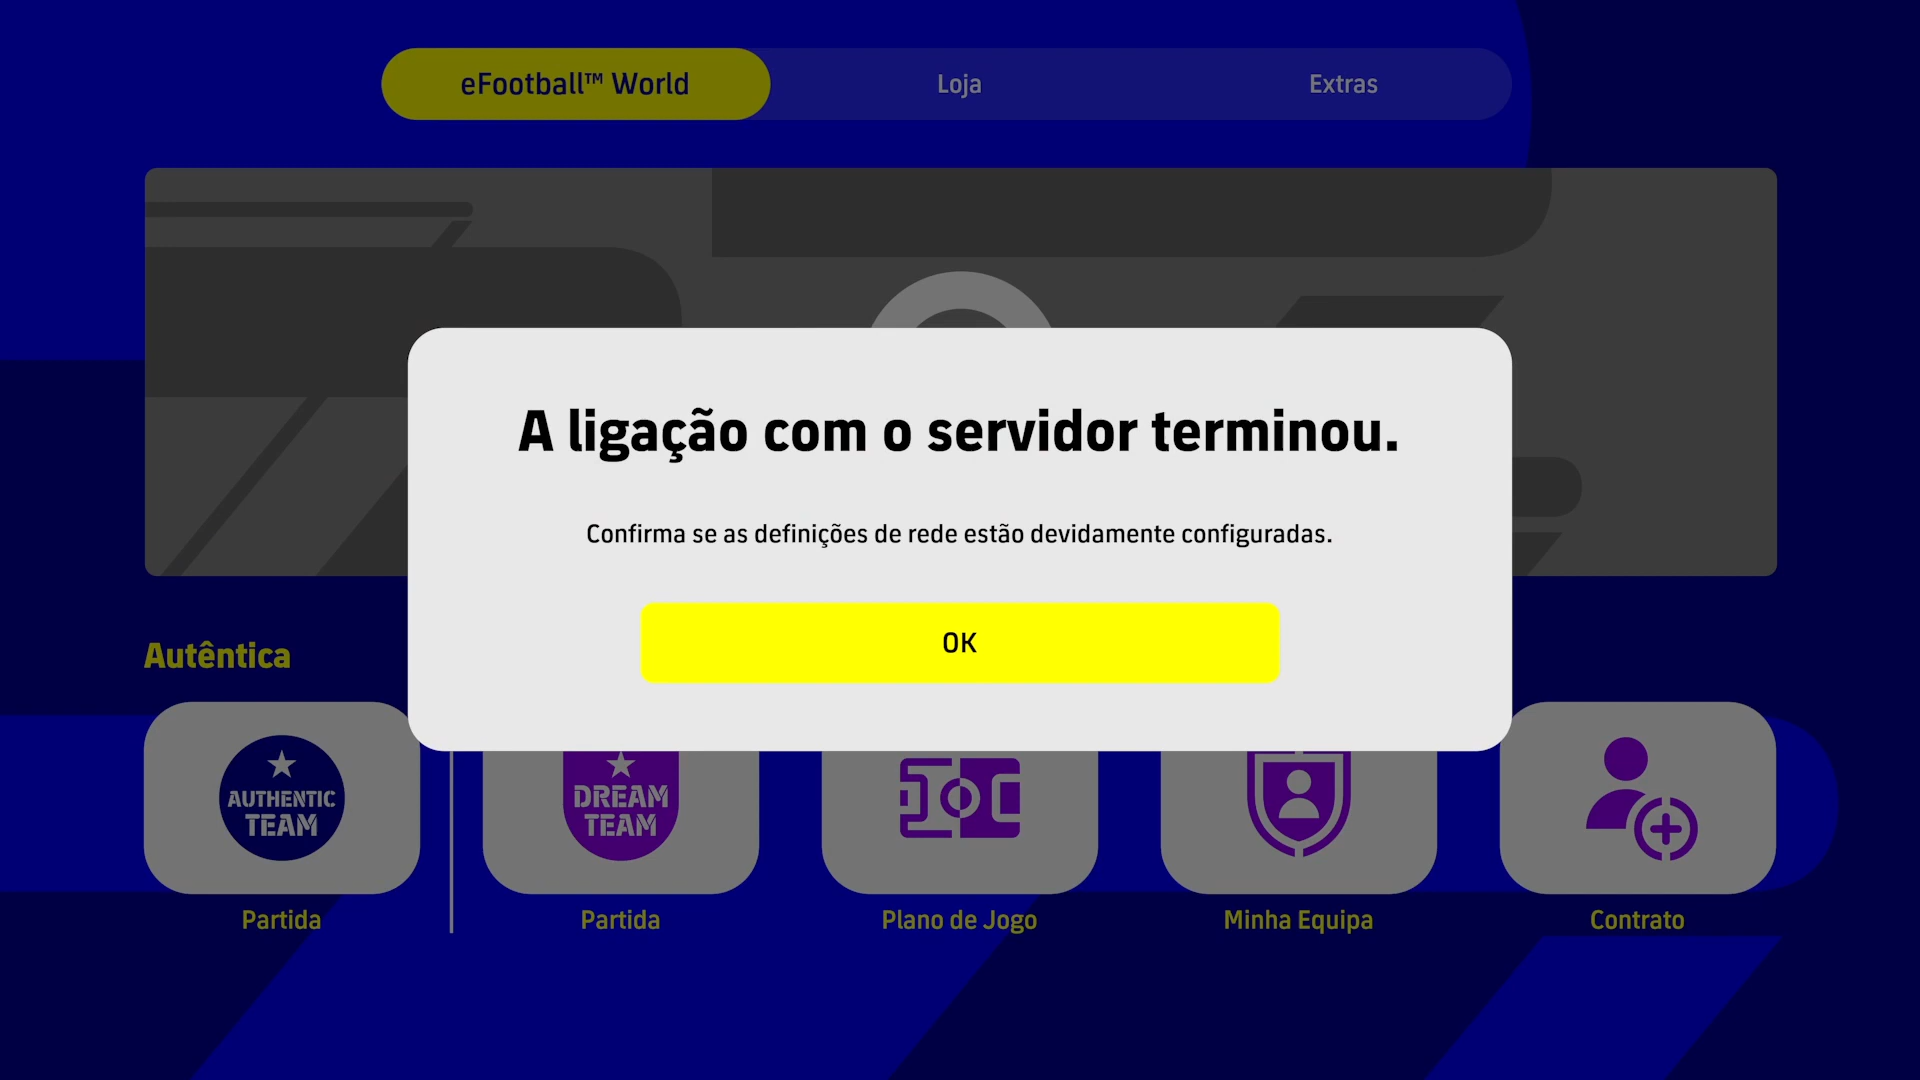 eFootball™ World
Loja
Extras
A ligação com o servidor terminou.
Confirma se as definições de rede estão devidamente configuradas.
OK
Autêntica
AUTHENTIC
TEAM
DREAM
TEAM
Partida
Partida
Plano de Jogo
Minha Equipa
Contrato